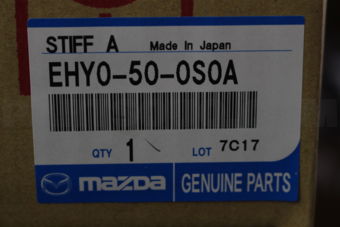 STIFF A Made In Japan
EHY0-50-0S0A
QTY 1 LOT 7C17
mazda GENUINE PARTS